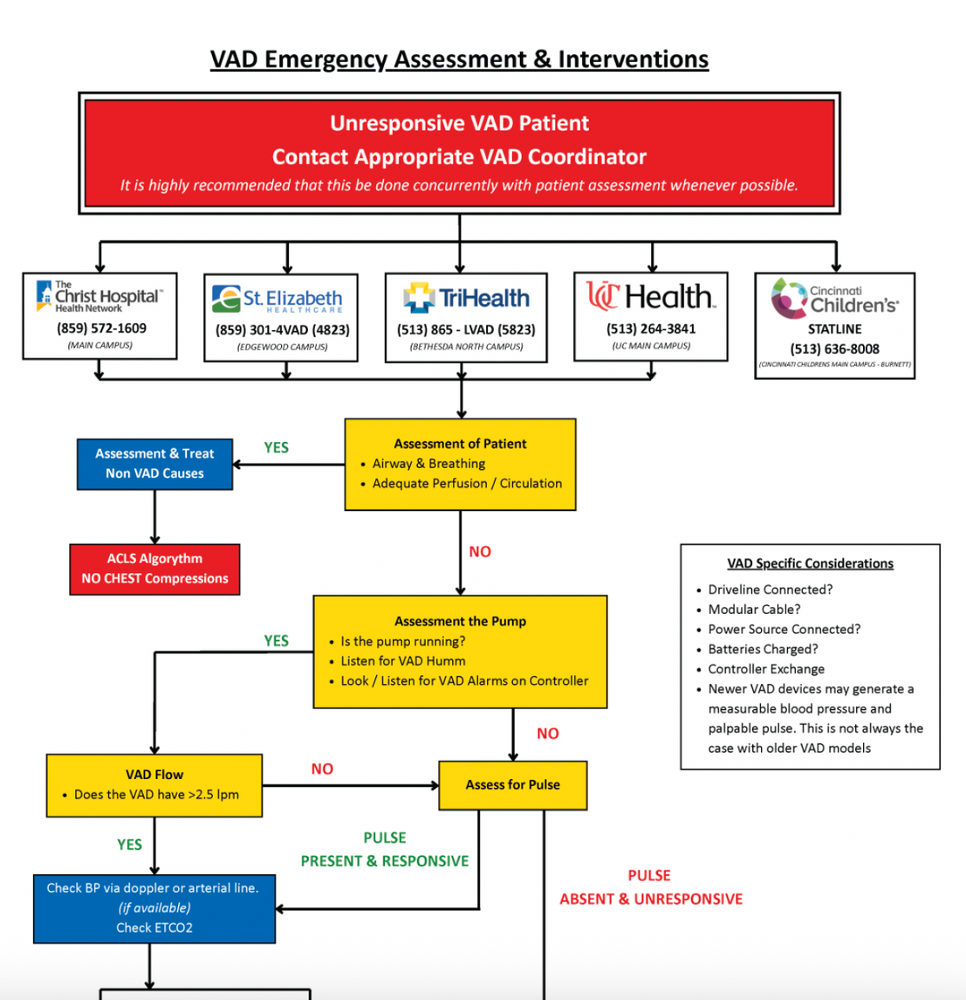 VAD Emergency Assessment & Interventions
Unresponsive VAD Patient
Contact Appropriate VAD Coordinator
It is highly recommended that this be done concurrently with patient assessment whenever possible.
The
Christ Hospital™
Health Network
(859) 572-1609
(MAIN CAMPUS)
St. Elizabeth
HEALTHCARE
(859) 301-4VAD (4823)
(EDGEWOOD CAMPUS)
TriHealth
(513) 865 - LVAD (5823)
(BETHESDA NORTH CAMPUS)
UC Health™
(513) 264-3841
(UC MAIN CAMPUS)
Cincinnati
Children's®
STATLINE
(513) 636-8008
(CINCINNATI CHILDRENS MAIN CAMPUS - BURNETT)
Assessment of Patient
• Airway & Breathing
• Adequate Perfusion / Circulation
YES
Assessment & Treat
Non VAD Causes
ACLS Algorythm
NO CHEST Compressions
NO
VAD Specific Considerations
• Driveline Connected?
• Modular Cable?
• Power Source Connected?
• Batteries Charged?
• Controller Exchange
• Newer VAD devices may generate a
measurable blood pressure and
palpable pulse. This is not always the
case with older VAD models
Assessment the Pump
• Is the pump running?
• Listen for VAD Humm
• Look / Listen for VAD Alarms on Controller
YES
NO
VAD Flow
• Does the VAD have >2.5 lpm
NO
Assess for Pulse
YES
PULSE
PRESENT & RESPONSIVE
PULSE
ABSENT & UNRESPONSIVE
Check BP via doppler or arterial line.
(if available)
Check ETCO2